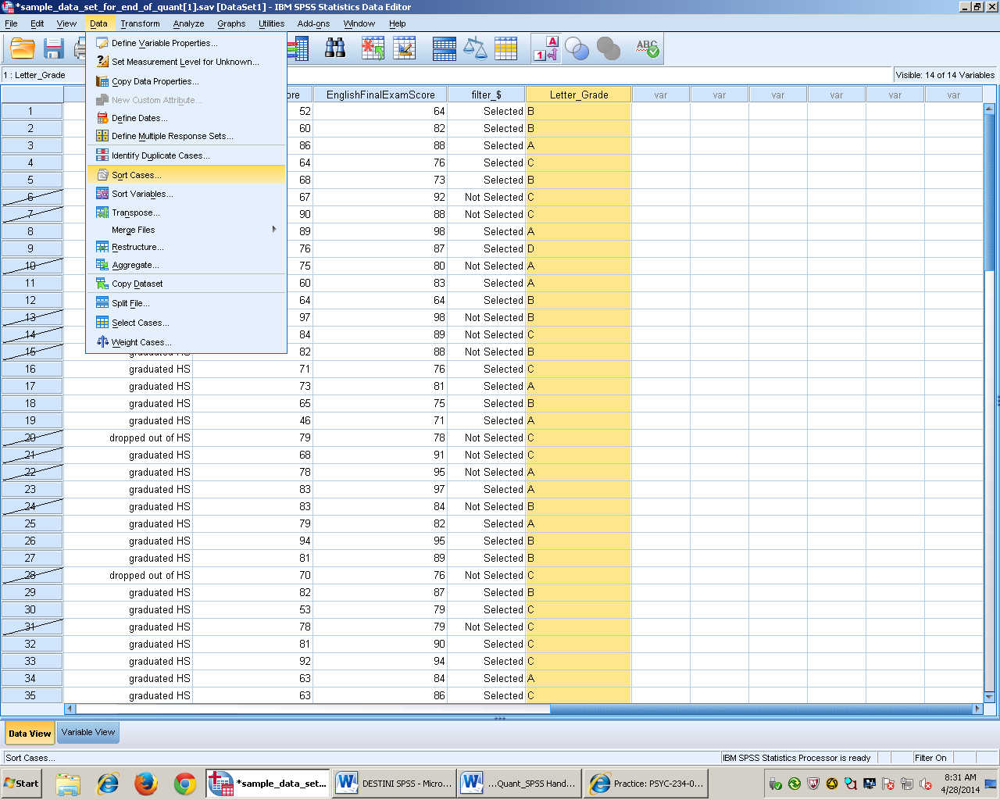 *sample_data_set_for_end_of_quant[1].sav [DataSet1] - IBM SPSS Statistics Data Editor
File Edit View Data Transform Analyze Graphs Utilities Add-ons Window Help
1 : Letter_Grade
Visible: 14 of 14 Variables
Define Variable Properties...
Set Measurement Level for Unknown...
Copy Data Properties...
New Custom Attribute...
Define Dates...
Define Multiple Response Sets...
Identify Duplicate Cases...
Sort Cases...
Sort Variables...
Transpose...
Merge Files
Restructure...
Aggregate...
Copy Dataset
Split File...
Select Cases...
Weight Cases...
ore EnglishFinalExamScore filter_$ Letter_Grade var var var var var var
1 52 64 Selected B
2 60 82 Selected B
3 86 88 Selected A
4 64 76 Selected C
5 68 73 Selected B
6 67 92 Not Selected C
7 90 88 Not Selected C
8 89 98 Selected A
9 76 87 Selected D
10 75 80 Not Selected A
11 60 83 Selected A
12 64 64 Selected B
13 97 98 Not Selected B
14 84 89 Not Selected C
15 graduated HS 82 88 Not Selected B
16 graduated HS 71 76 Selected C
17 graduated HS 73 81 Selected A
18 graduated HS 65 75 Selected B
19 graduated HS 46 71 Selected A
20 dropped out of HS 79 78 Not Selected C
21 graduated HS 68 91 Not Selected C
22 graduated HS 78 95 Not Selected A
23 graduated HS 83 97 Selected A
24 graduated HS 83 84 Not Selected B
25 graduated HS 79 82 Selected A
26 graduated HS 94 95 Selected B
27 graduated HS 81 89 Selected B
28 dropped out of HS 70 76 Not Selected C
29 graduated HS 82 87 Selected B
30 graduated HS 53 79 Selected C
31 graduated HS 78 79 Not Selected C
32 graduated HS 81 90 Selected C
33 graduated HS 92 94 Selected C
34 graduated HS 63 84 Selected A
35 graduated HS 63 86 Selected C
Data View Variable View
Sort Cases... IBM SPSS Statistics Processor is ready Filter On
Start *sample_data_set... DESTINI SPSS - Micro... ...Quant_SPSS Hand... Practice: PSYC-234-0...
8:31 AM
4/28/2014